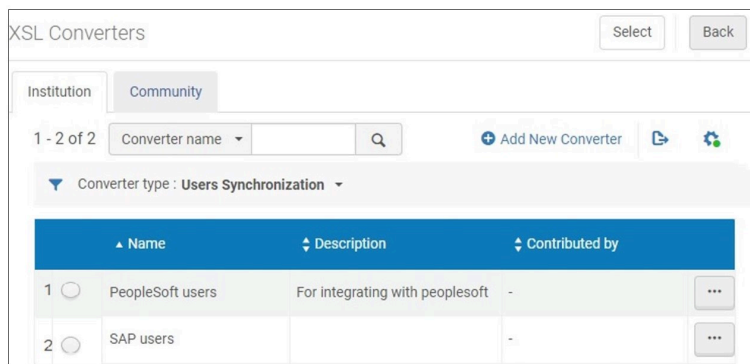 XSL Converters Select Back
Institution Community
1 - 2 of 2 Converter name Add New Converter
Converter type : Users Synchronization
Name Description Contributed by
1 PeopleSoft users For integrating with peoplesoft - ...
2 SAP users - ...